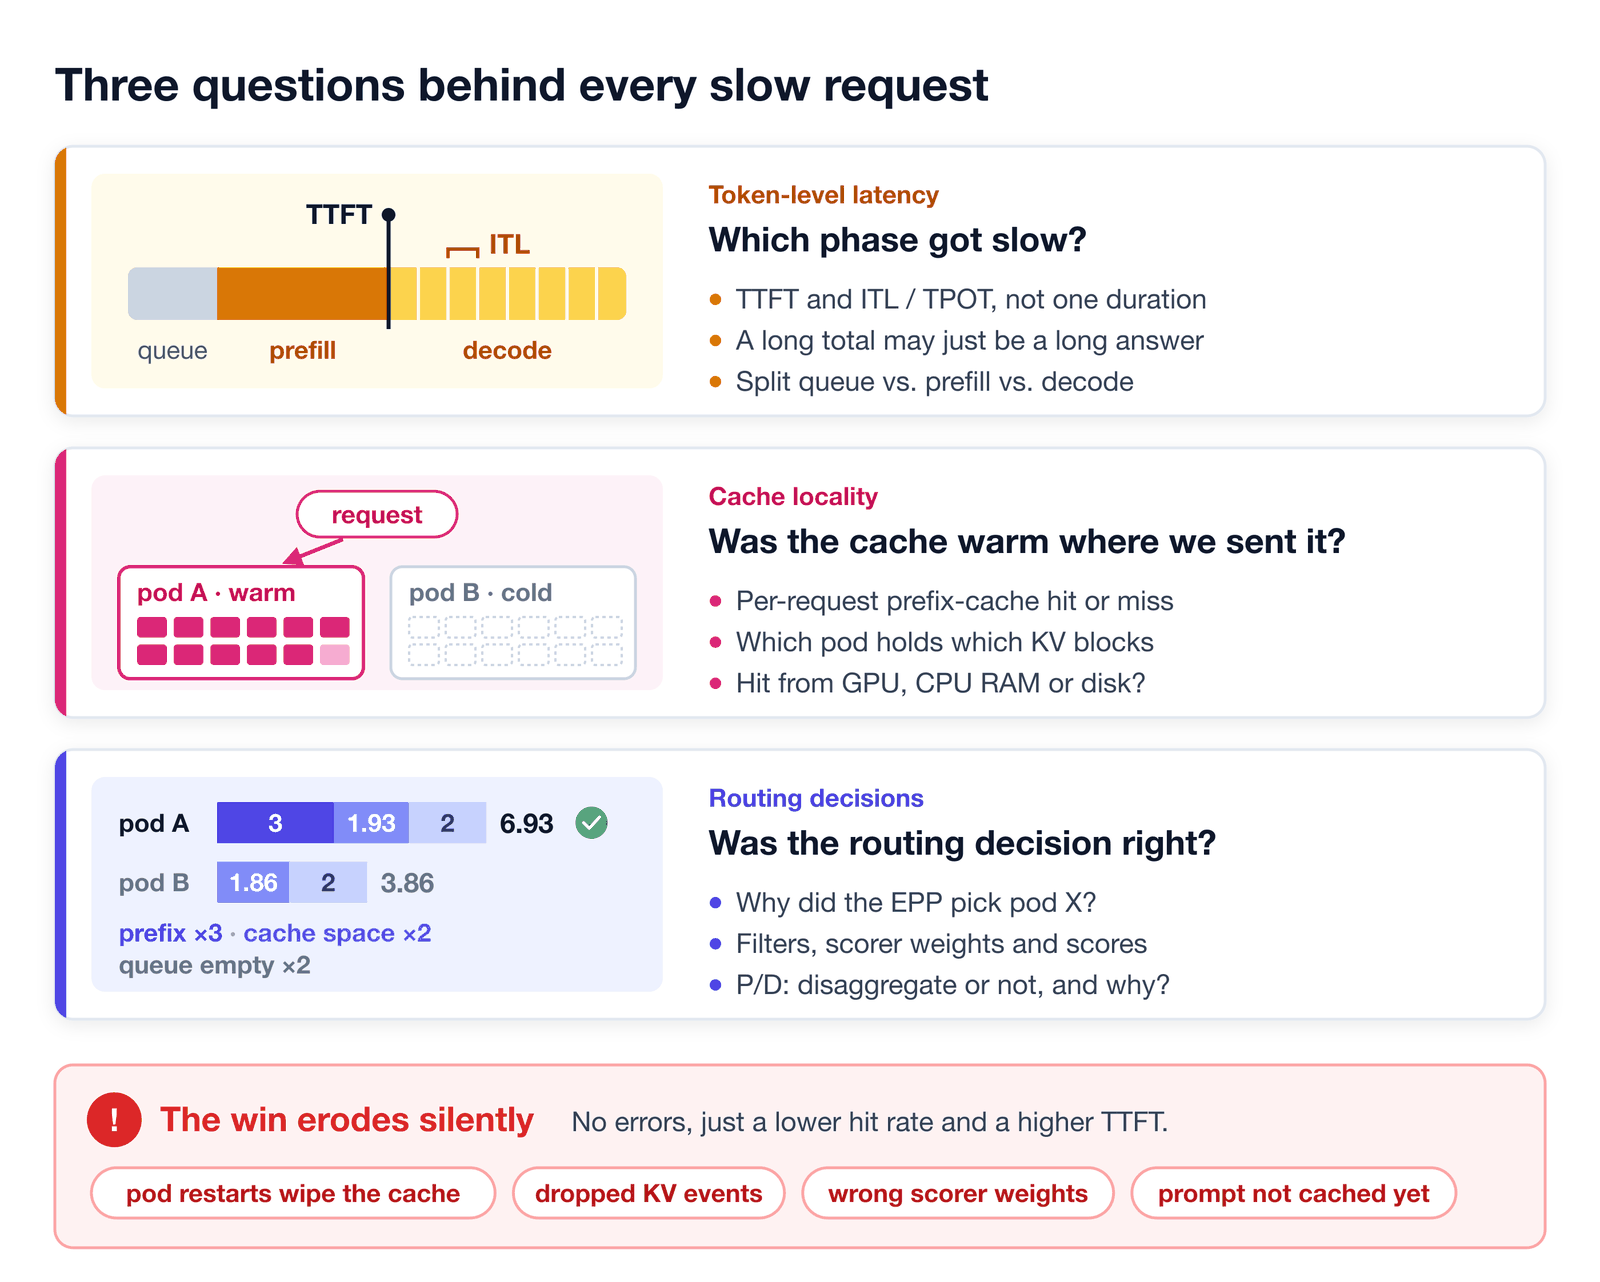 Three questions behind every slow request
TTFT
ITL
queue
prefill
decode
Token-level latency
Which phase got slow?
TTFT and ITL / TPOT, not one duration
A long total may just be a long answer
Split queue vs. prefill vs. decode
request
pod A · warm
pod B · cold
Cache locality
Was the cache warm where we sent it?
Per-request prefix-cache hit or miss
Which pod holds which KV blocks
Hit from GPU, CPU RAM or disk?
pod A 3 1.93 2 6.93
pod B 1.86 2 3.86
prefix ×3 · cache space ×2
queue empty ×2
Routing decisions
Was the routing decision right?
Why did the EPP pick pod X?
Filters, scorer weights and scores
P/D: disaggregate or not, and why?
! The win erodes silently No errors, just a lower hit rate and a higher TTFT.
pod restarts wipe the cache
dropped KV events
wrong scorer weights
prompt not cached yet